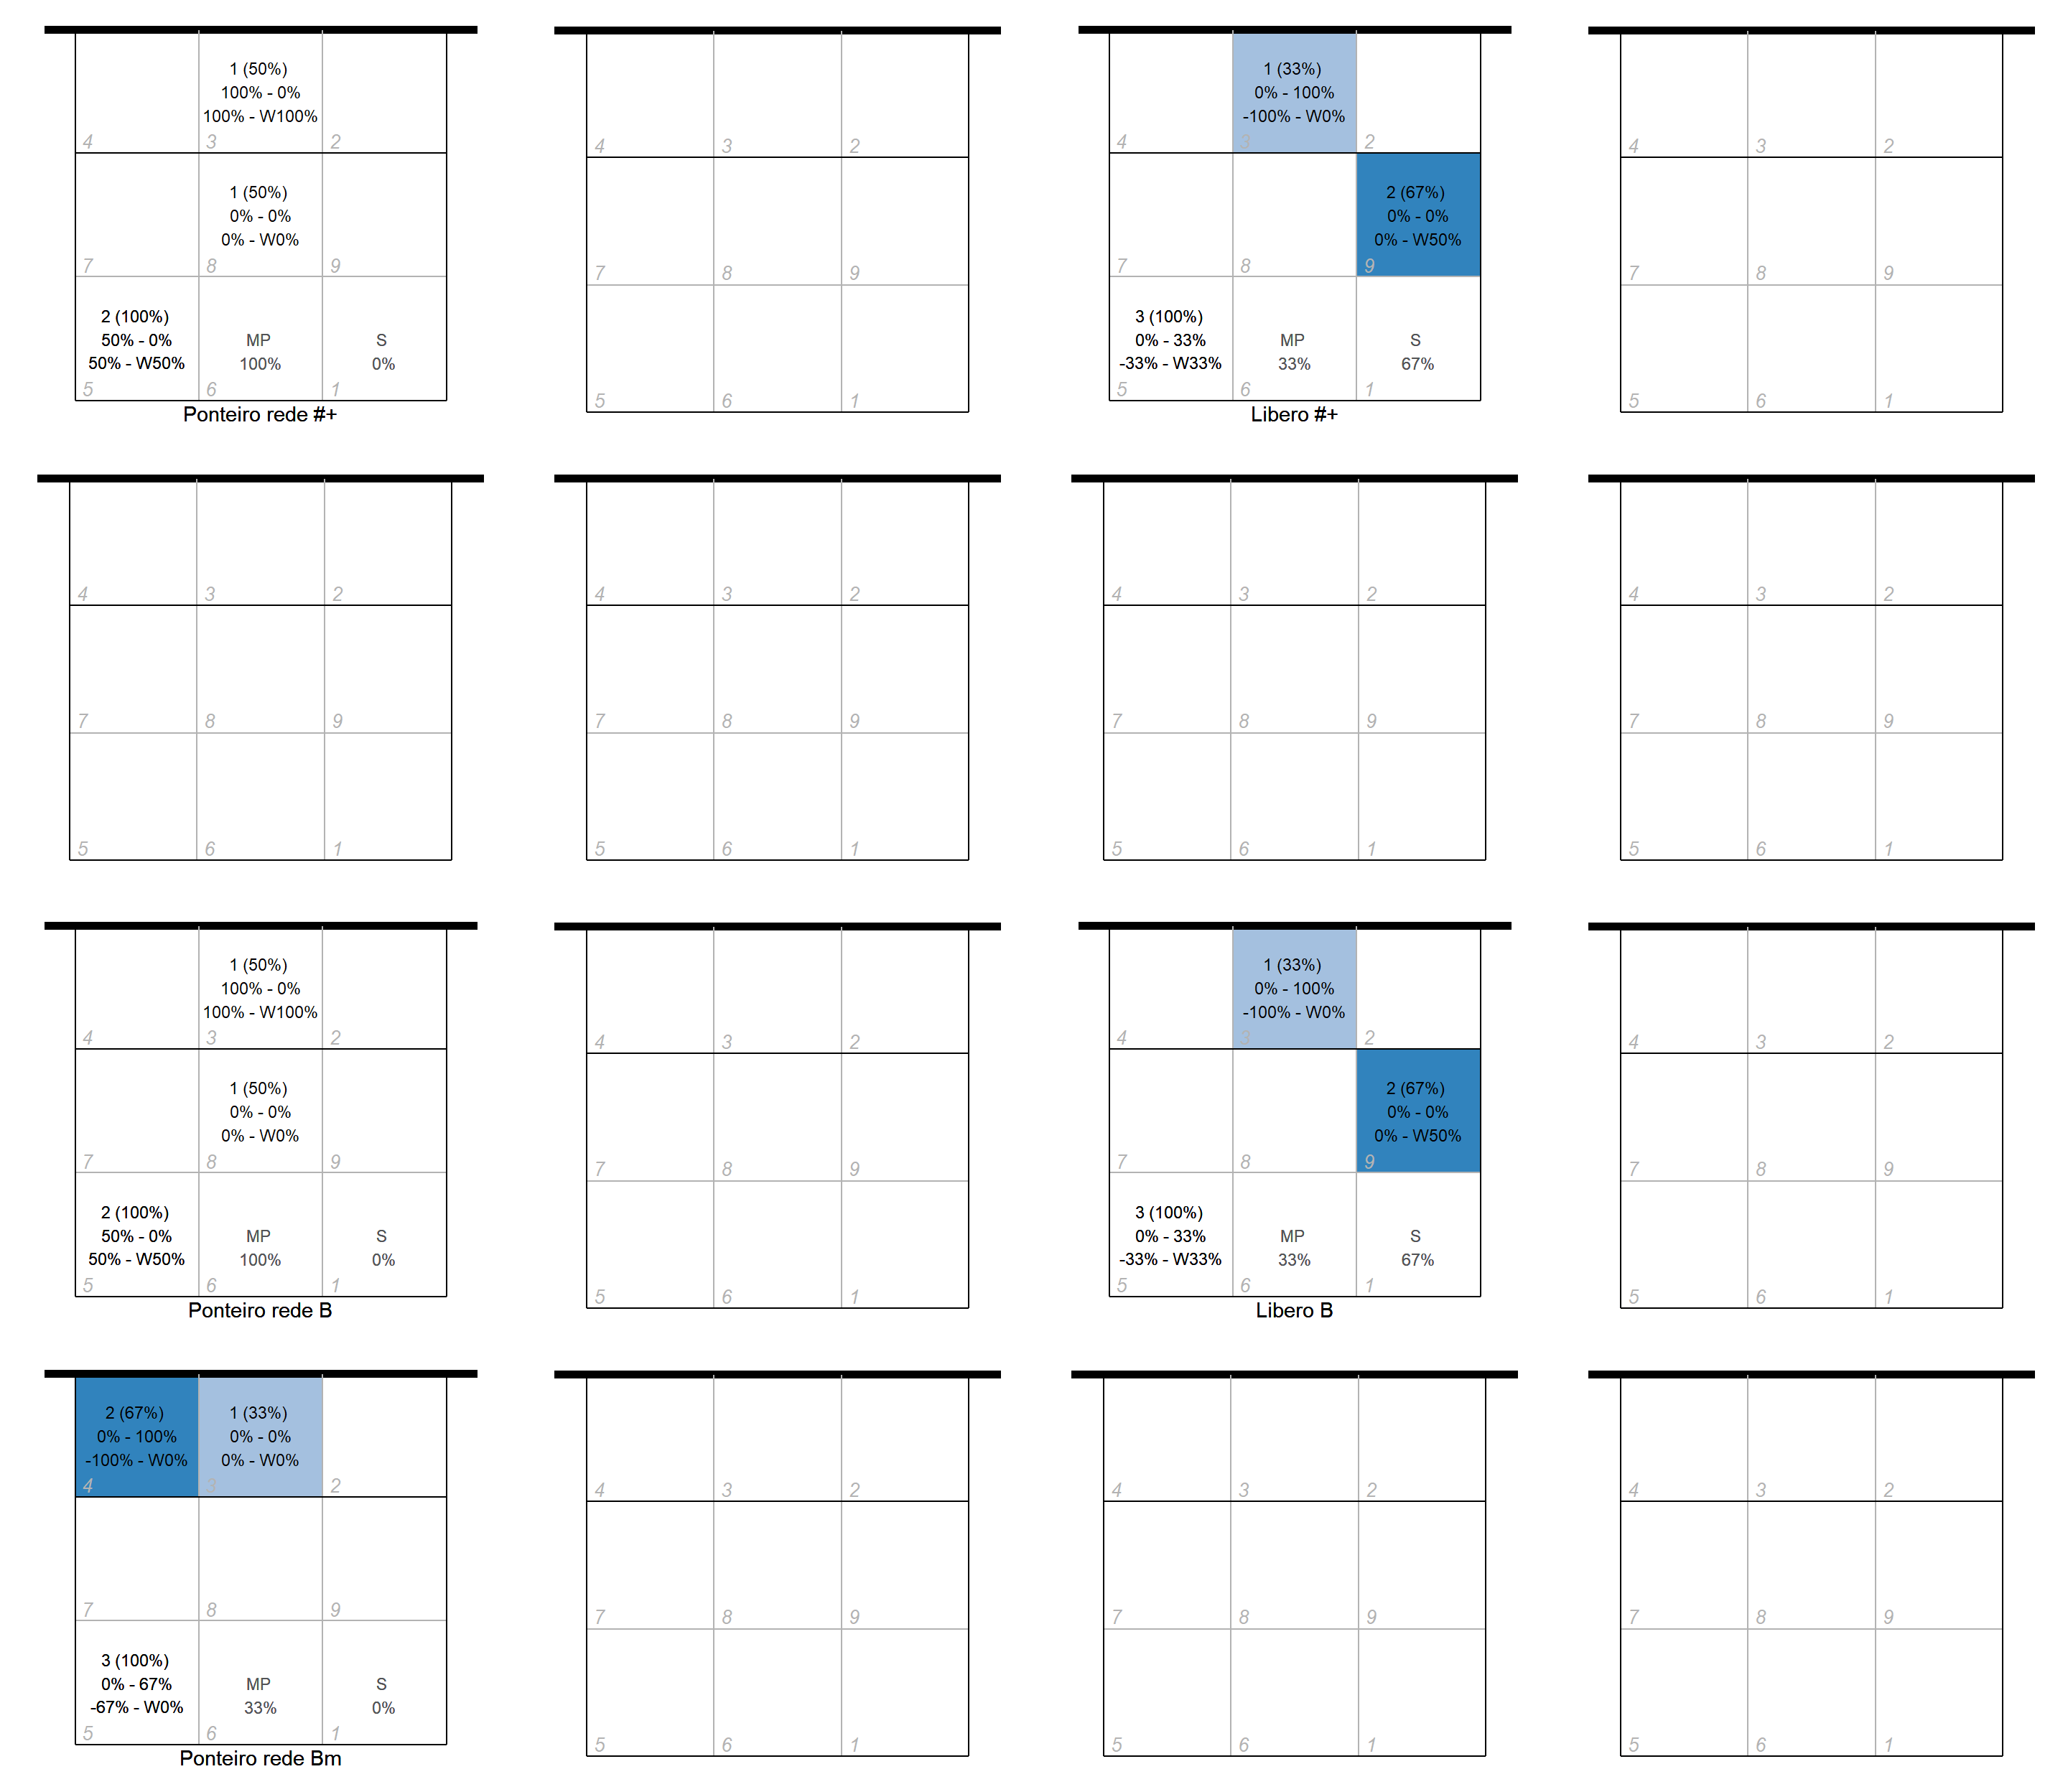 1 (50%)
100% - 0%
100% - W100%
4 3 2
1 (50%)
0% - 0%
0% - W0%
7 8 9
2 (100%)
50% - 0% MP S
50% - W50% 100% 0%
5 6 1
Ponteiro rede #+
4 3 2
7 8 9
5 6 1
1 (33%)
0% - 100%
-100% - W0%
4 3 2
2 (67%)
0% - 0%
0% - W50%
7 8 9
3 (100%)
0% - 33% MP S
-33% - W33% 33% 67%
5 6 1
Libero #+
4 3 2
7 8 9
5 6 1
4 3 2
7 8 9
5 6 1
4 3 2
7 8 9
5 6 1
4 3 2
7 8 9
5 6 1
4 3 2
7 8 9
5 6 1
1 (50%)
100% - 0%
100% - W100%
4 3 2
1 (50%)
0% - 0%
0% - W0%
7 8 9
2 (100%)
50% - 0% MP S
50% - W50% 100% 0%
5 6 1
Ponteiro rede B
4 3 2
7 8 9
5 6 1
1 (33%)
0% - 100%
-100% - W0%
4 3 2
2 (67%)
0% - 0%
0% - W50%
7 8 9
3 (100%)
0% - 33% MP S
-33% - W33% 33% 67%
5 6 1
Libero B
4 3 2
7 8 9
5 6 1
2 (67%) 1 (33%)
0% - 100% 0% - 0%
-100% - W0% 0% - W0%
4 3 2
7 8 9
3 (100%)
0% - 67% MP S
-67% - W0% 33% 0%
5 6 1
Ponteiro rede Bm
4 3 2
7 8 9
5 6 1
4 3 2
7 8 9
5 6 1
4 3 2
7 8 9
5 6 1